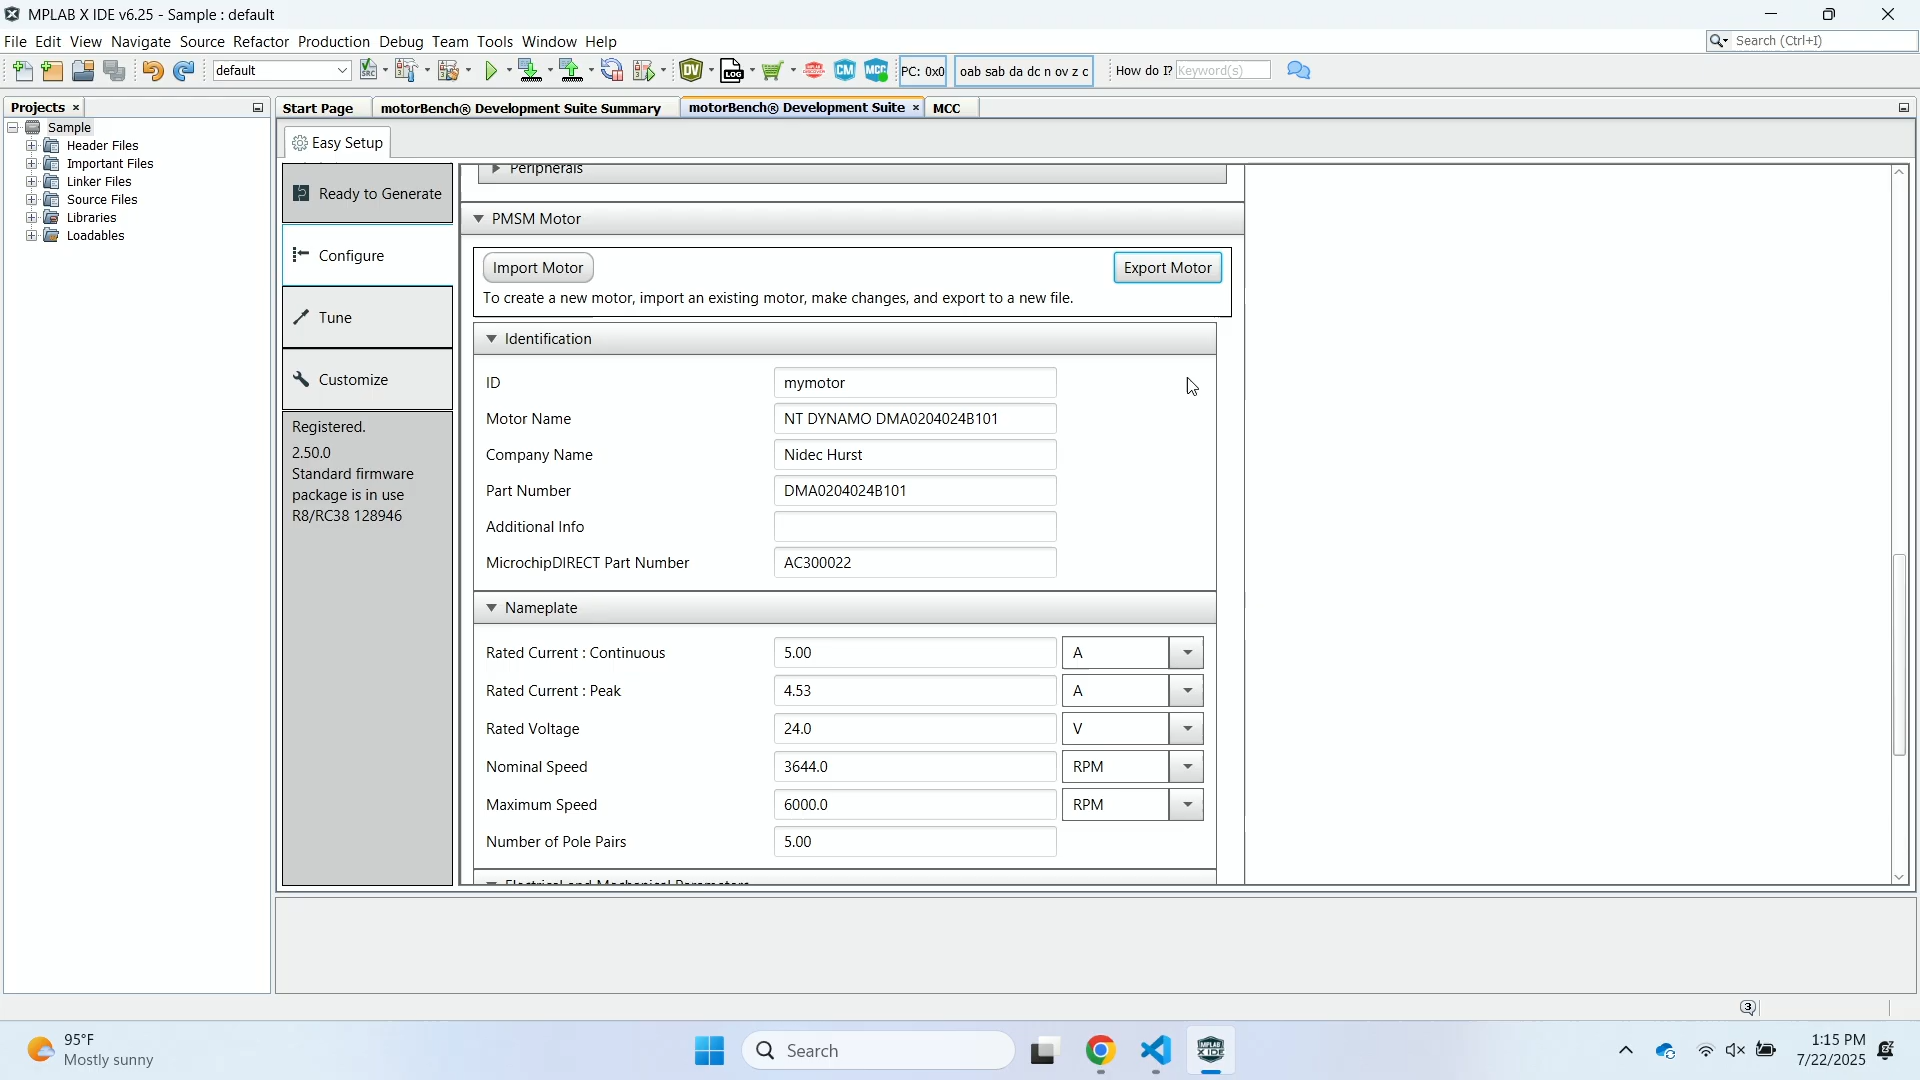 MPLAB X IDE v6.25 - Sample : default
File Edit View Navigate Source Refactor Production Debug Team Tools Window Help
Search (Ctrl+I)
default
PC: 0x0
oab sab da dc n ov z c
How do I? Keyword(s)
Projects
Start Page
motorBench® Development Suite Summary
motorBench® Development Suite
MCC
Sample
Header Files
Important Files
Linker Files
Source Files
Libraries
Loadables
Easy Setup
Ready to Generate
Configure
Tune
Customize
Registered.
2.50.0
Standard firmware
package is in use
R8/RC38 128946
Peripherals
PMSM Motor
Import Motor
Export Motor
To create a new motor, import an existing motor, make changes, and export to a new file.
Identification
ID mymotor
Motor Name NT DYNAMO DMA0204024B101
Company Name Nidec Hurst
Part Number DMA0204024B101
Additional Info
MicrochipDIRECT Part Number AC300022
Nameplate
Rated Current : Continuous 5.00 A
Rated Current : Peak 4.53 A
Rated Voltage 24.0 V
Nominal Speed 3644.0 RPM
Maximum Speed 6000.0 RPM
Number of Pole Pairs 5.00
Electrical and Mechanical Parameters
3
95°F
Mostly sunny
Search
1:15 PM
7/22/2025